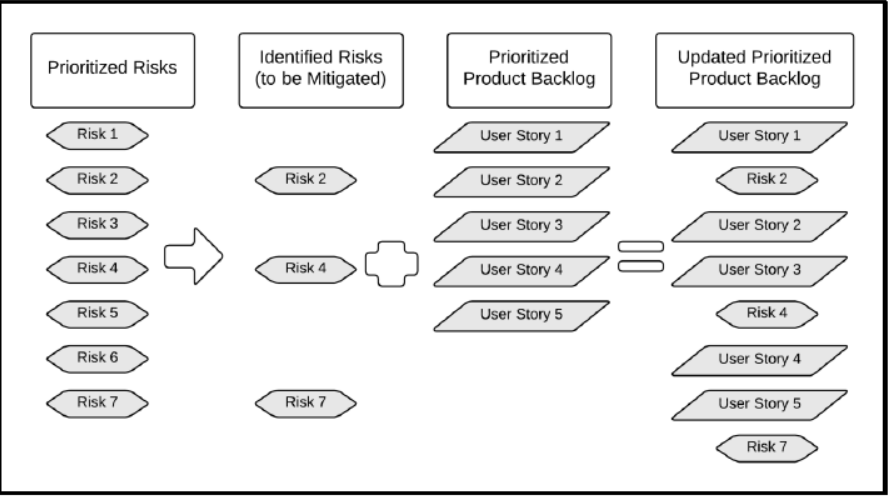 Prioritized Risks
Identified Risks
(to be Mitigated)
Prioritized
Product Backlog
Updated Prioritized
Product Backlog
Risk 1
Risk 2
Risk 3
Risk 4
Risk 5
Risk 6
Risk 7
Risk 2
Risk 4
Risk 7
User Story 1
User Story 2
User Story 3
User Story 4
User Story 5
User Story 1
Risk 2
User Story 2
User Story 3
Risk 4
User Story 4
User Story 5
Risk 7